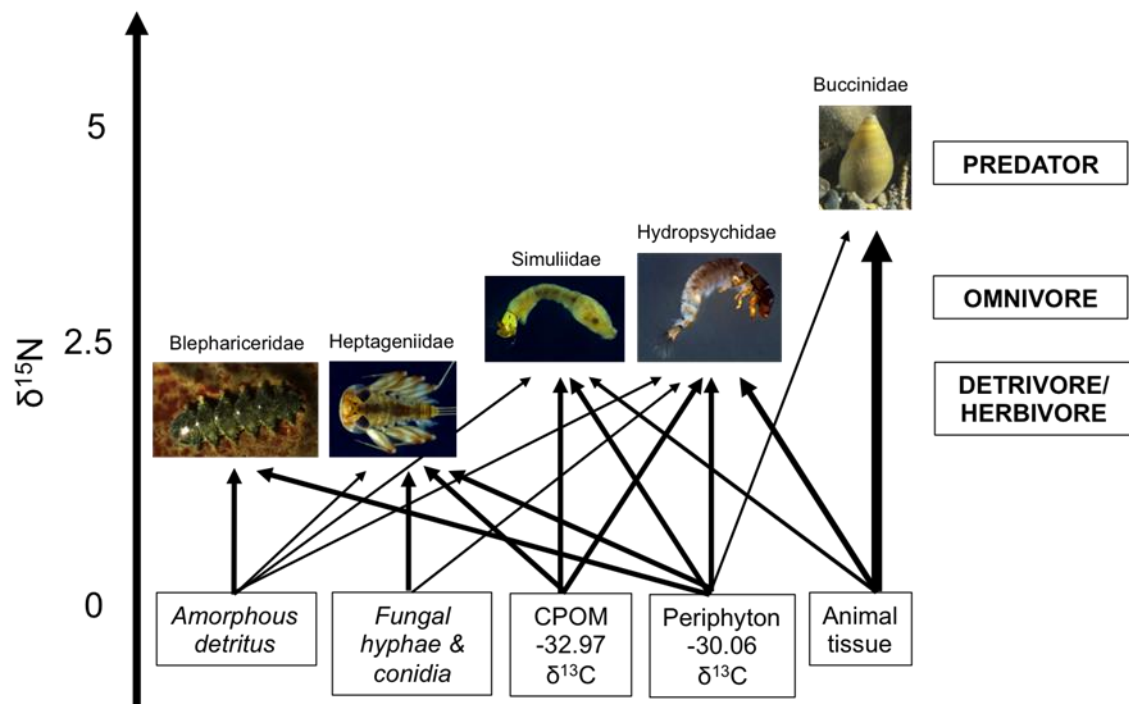 Buccinidae
5
PREDATOR
Hydropsychidae
Simuliidae
OMNIVORE
2.5
Blephariceridae
Heptageniidae
δ15N
DETRIVORE/
HERBIVORE
0
Amorphous
detritus
Fungal
hyphae &
conidia
CPOM
-32.97
δ13C
Periphyton
-30.06
δ13C
Animal
tissue